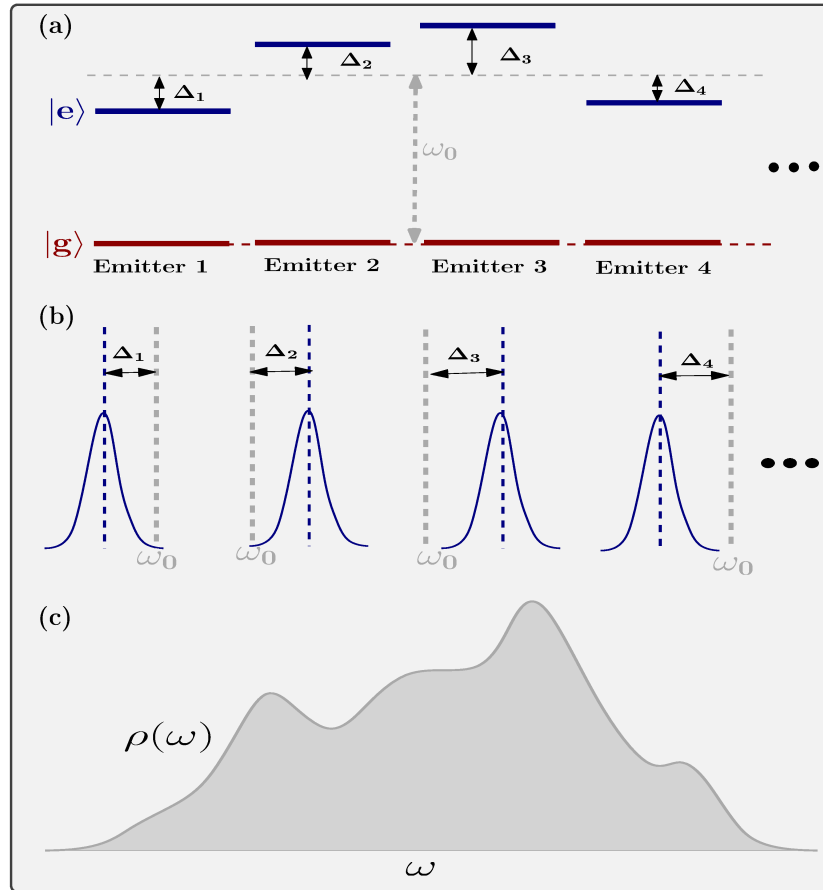 (a)
Δ₁ Δ₂ Δ₃ Δ₄
|e⟩
ω₀
|g⟩
Emitter 1 Emitter 2 Emitter 3 Emitter 4
(b)
Δ₁ Δ₂ Δ₃ Δ₄
ω₀ ω₀ ω₀ ω₀
(c)
ρ(ω)
ω